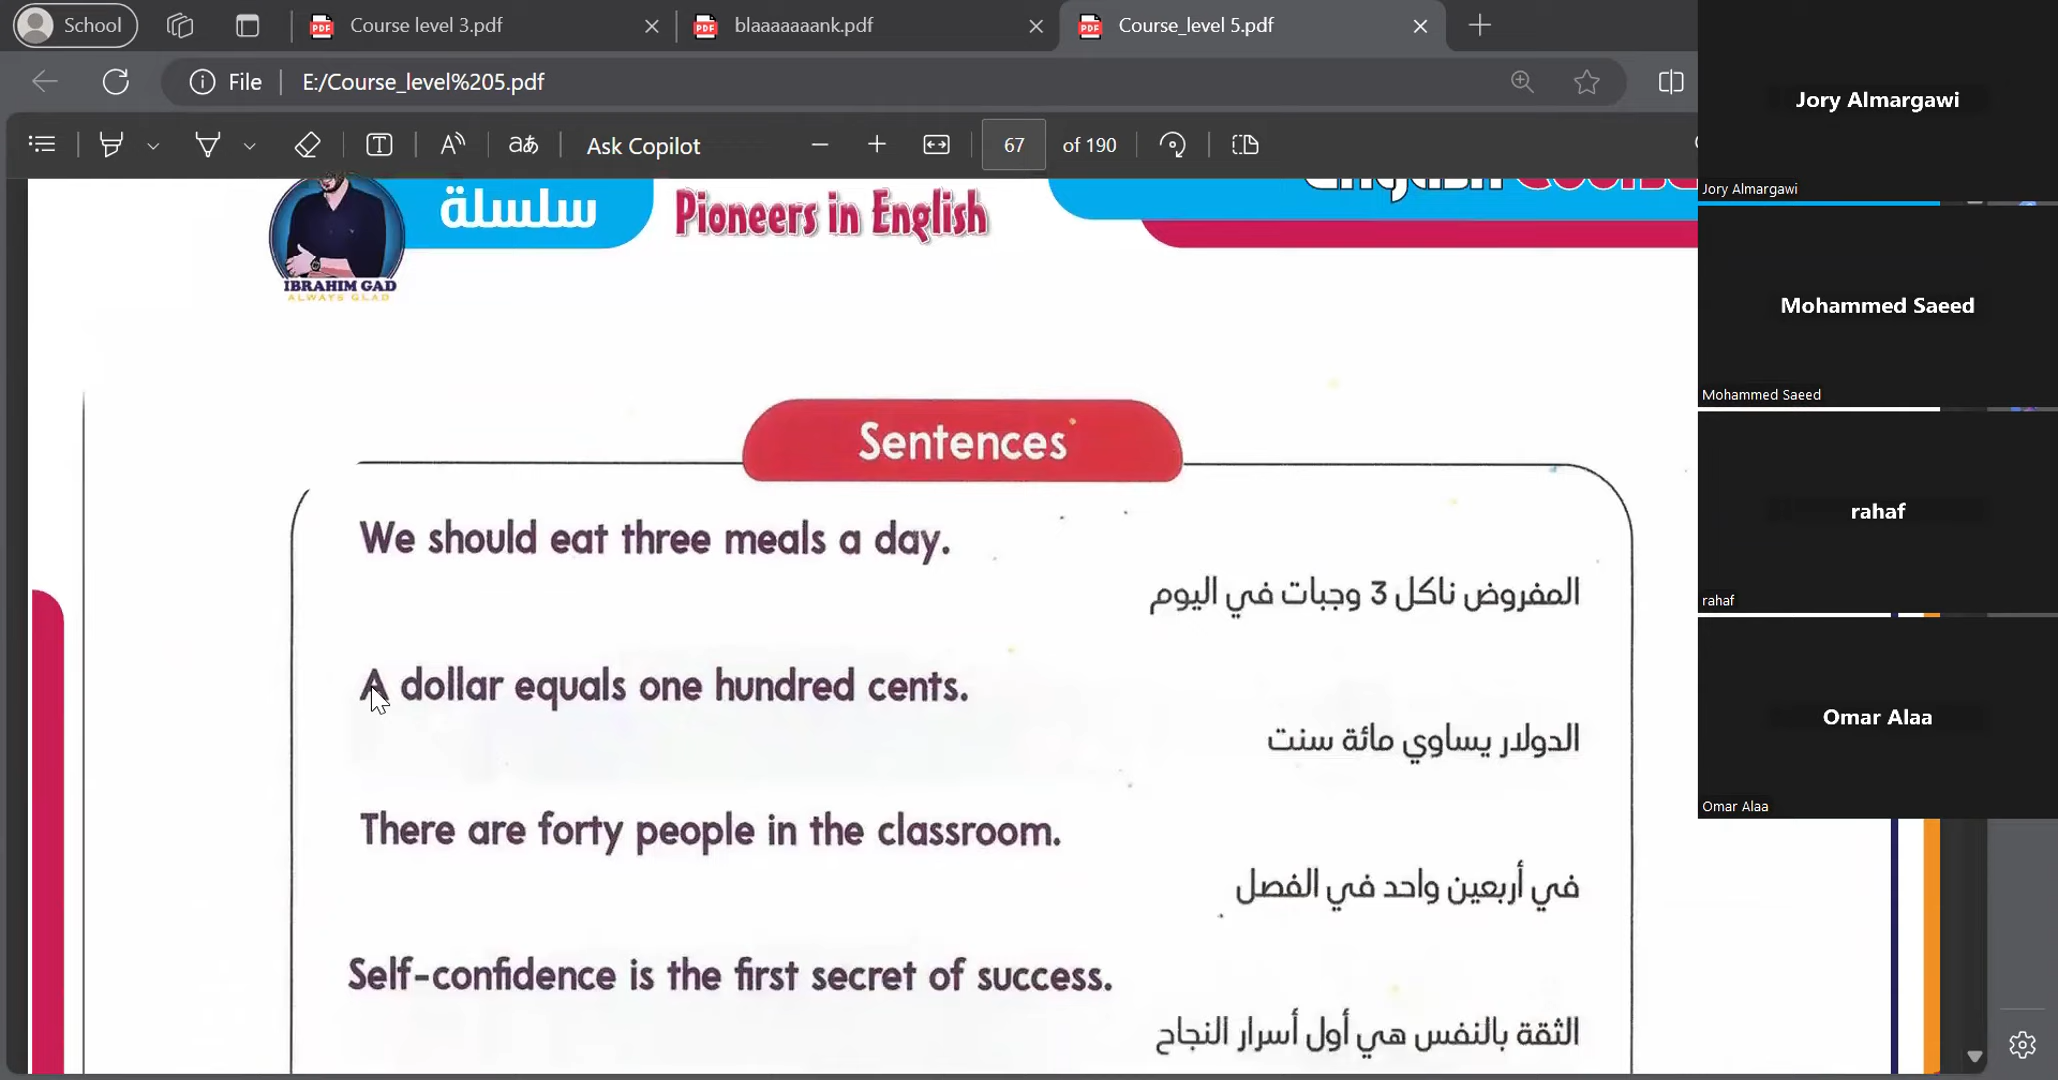 School
Course level 3.pdf
blaaaaaaank.pdf
Course_level 5.pdf
File
E:/Course_level%205.pdf
Ask Copilot
67
of 190
سلسلة
Pioneers in English
English
IBRAHIM GAD
ALWAYS GLAD
Sentences
We should eat three meals a day.
المفروض ناكل 3 وجبات في اليوم
A dollar equals one hundred cents.
الدولار يساوي مائة سنت
There are forty people in the classroom.
في أربعين واحد في الفصل
Self-confidence is the first secret of success.
الثقة بالنفس هي أول أسرار النجاح
Jory Almargawi
Jory Almargawi
Mohammed Saeed
Mohammed Saeed
rahaf
rahaf
Omar Alaa
Omar Alaa